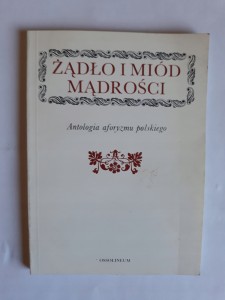 ŻĄDŁO I MIÓD
MĄDROŚCI
Antologia aforyzmu polskiego
OSSOLINEUM